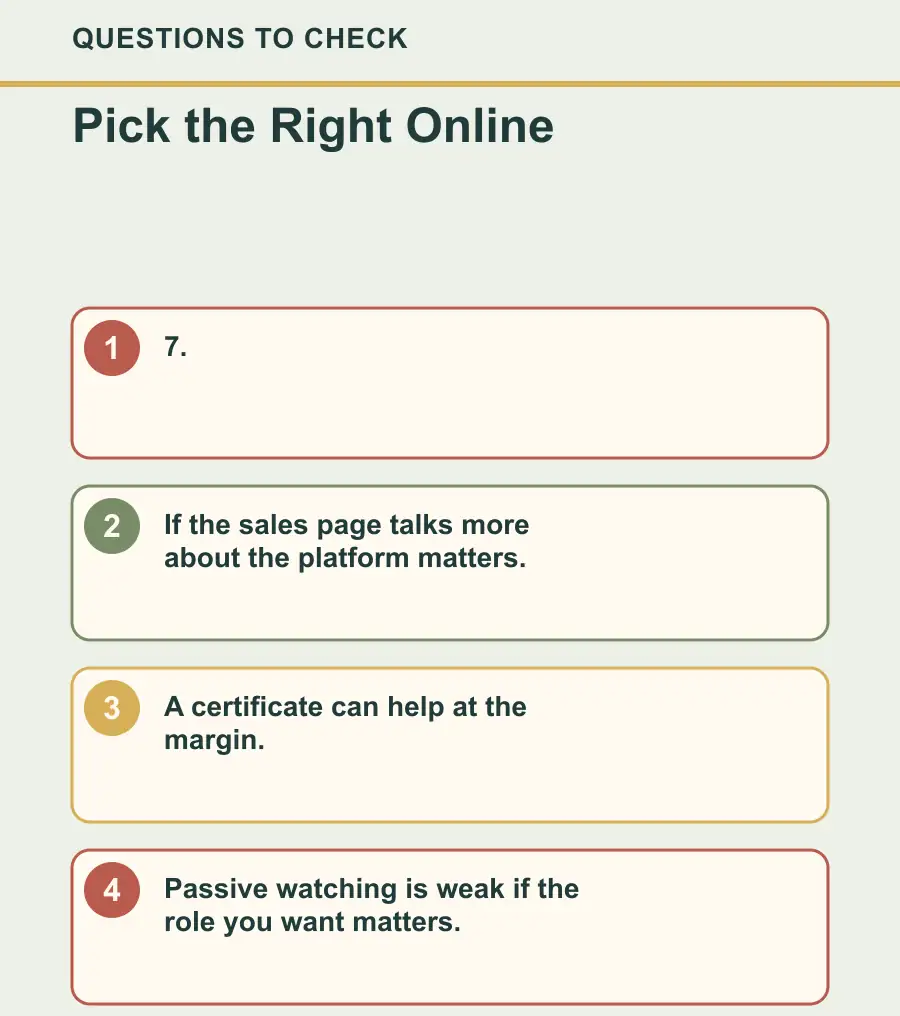 QUESTIONS TO CHECK
Pick the Right Online
1
7.
2
If the sales page talks more
about the platform matters.
3
A certificate can help at the
margin.
4
Passive watching is weak if the
role you want matters.